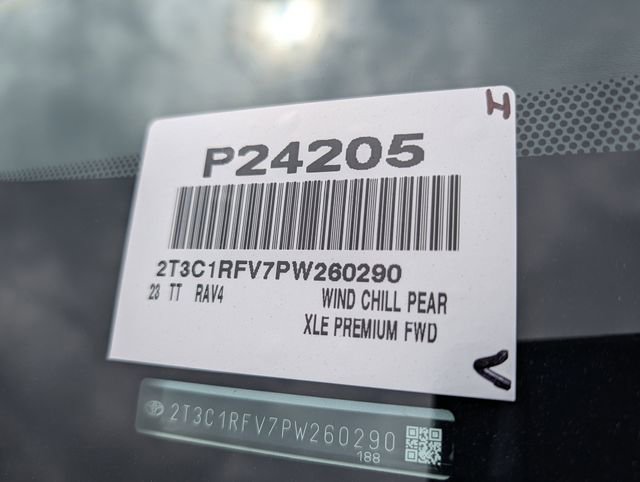 H
P24205
2T3C1RFV7PW260290
23 TT RAV4 WIND CHILL PEAR
XLE PREMIUM FWD
V
2T3C1RFV7PW260290
188